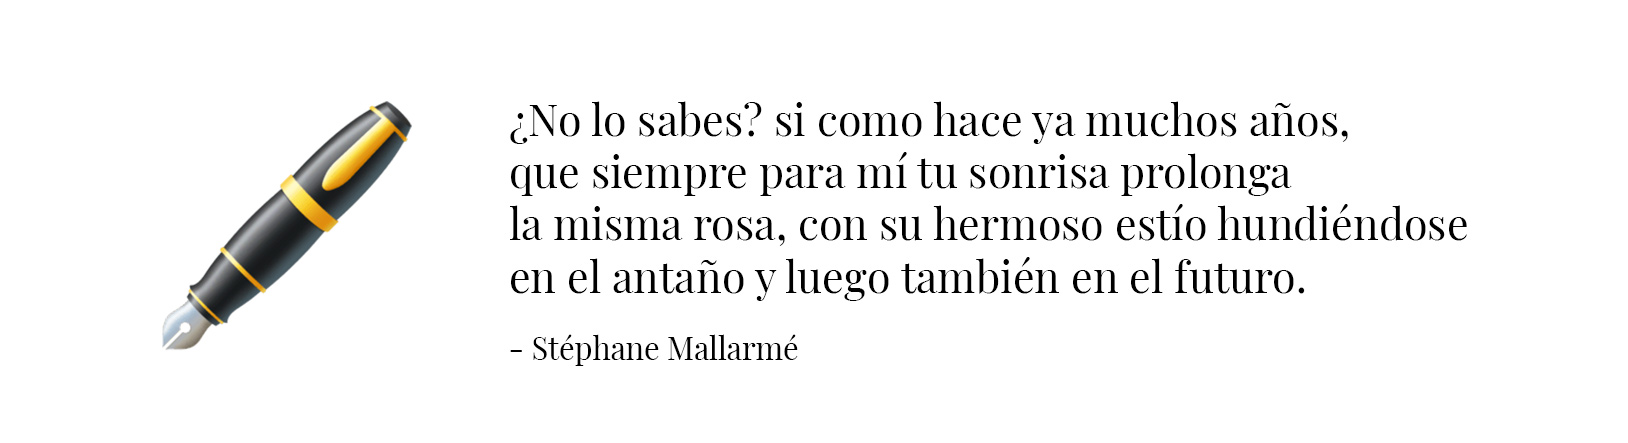 ¿No lo sabes? si como hace ya muchos años,
que siempre para mí tu sonrisa prolonga
la misma rosa, con su hermoso estío hundiéndose
en el antaño y luego también en el futuro.
- Stéphane Mallarmé